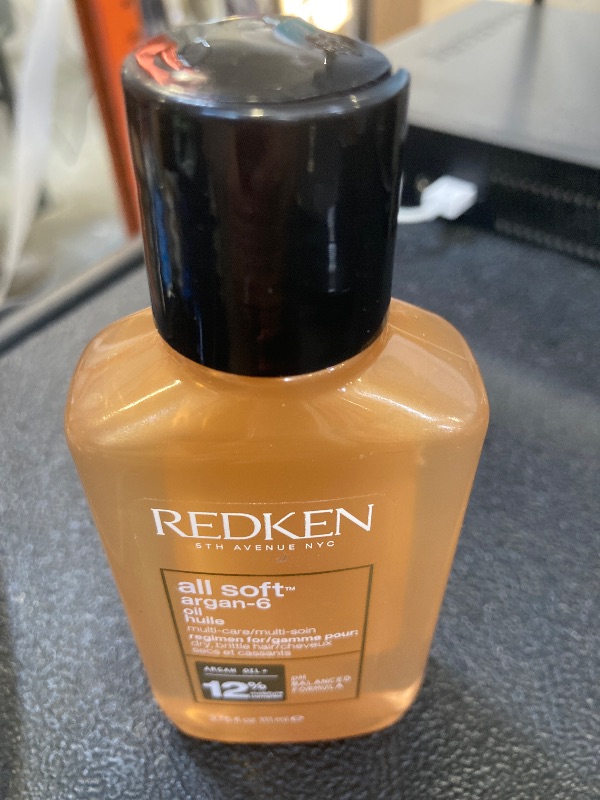 REDKEN
5TH AVENUE NYC
all soft™
argan-6
oil
huile
multi-care/multi-soin
regimen for/gamme pour:
dry, brittle hair/cheveux
secs et cassants
ARGAN OIL +
12%
moisture
pH
BALANCED
FORMULA